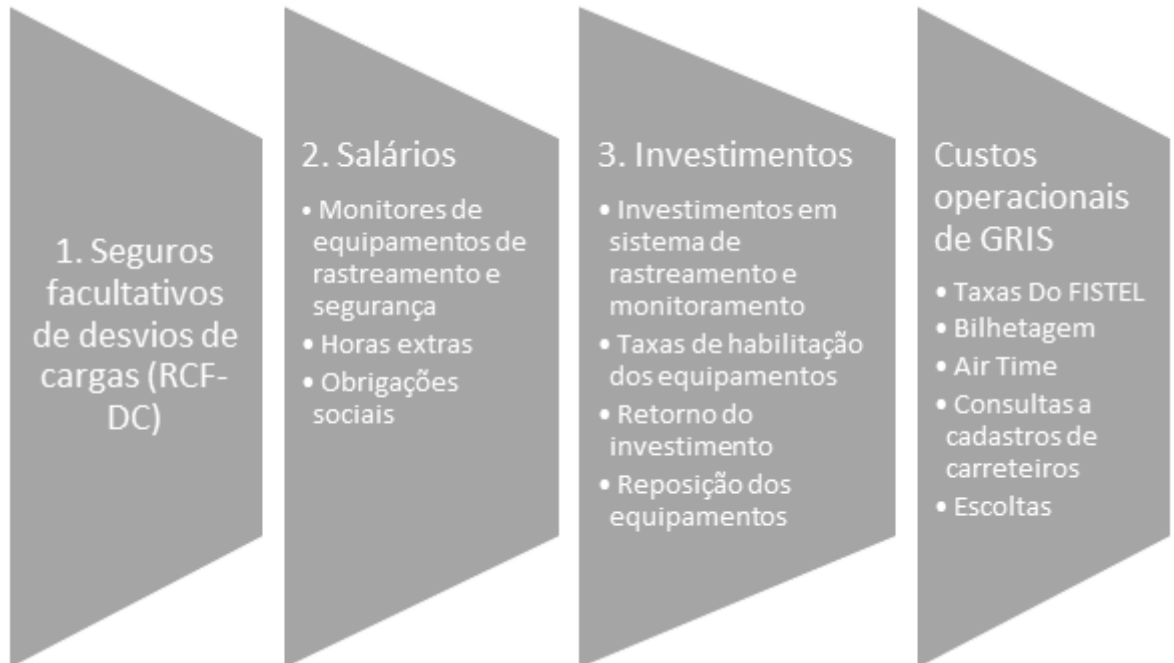 1. Seguros
facultativos
de desvios de
cargas (RCF-
DC)
2. Salários
• Monitores de
equipamentos de
rastreamento e
segurança
• Horas extras
• Obrigações
sociais
3. Investimentos
• Investimentos em
sistema de
rastreamento e
monitoramento
• Taxas de habilitação
dos equipamentos
• Retorno do
investimento
• Reposição dos
equipamentos
Custos
operacionais
de GRIS
• Taxas Do FISTEL
• Bilhetagem
• Air Time
• Consultas a
cadastros de
carreteiros
• Escoltas